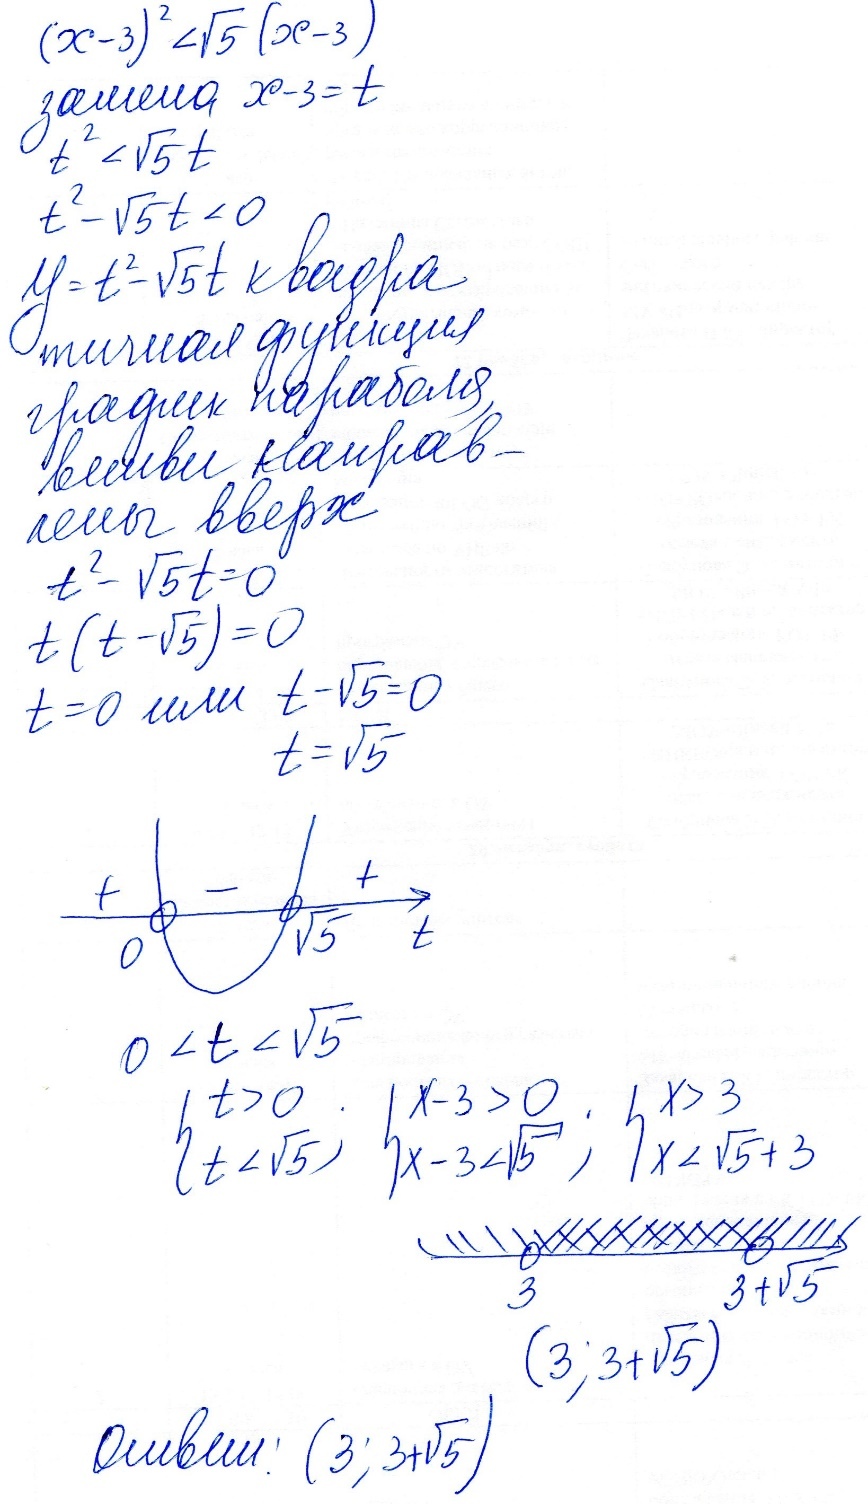 (x-3)² < √5 (x-3)
замена x-3 = t
t² < √5 t
t² - √5 t < 0
y = t² - √5 t квадра
тичная функция
график парабола,
ветви направ-
лены вверх
t² - √5 t = 0
t (t - √5) = 0
t = 0 или t - √5 = 0
t = √5
+ - +
0 √5 t
0 < t < √5
{ t > 0 ; { x-3 > 0 ; { x > 3
{ t < √5 ; { x-3 < √5 ; { x < √5 + 3
3 3+√5
(3; 3+√5)
Ответ: (3; 3+√5)